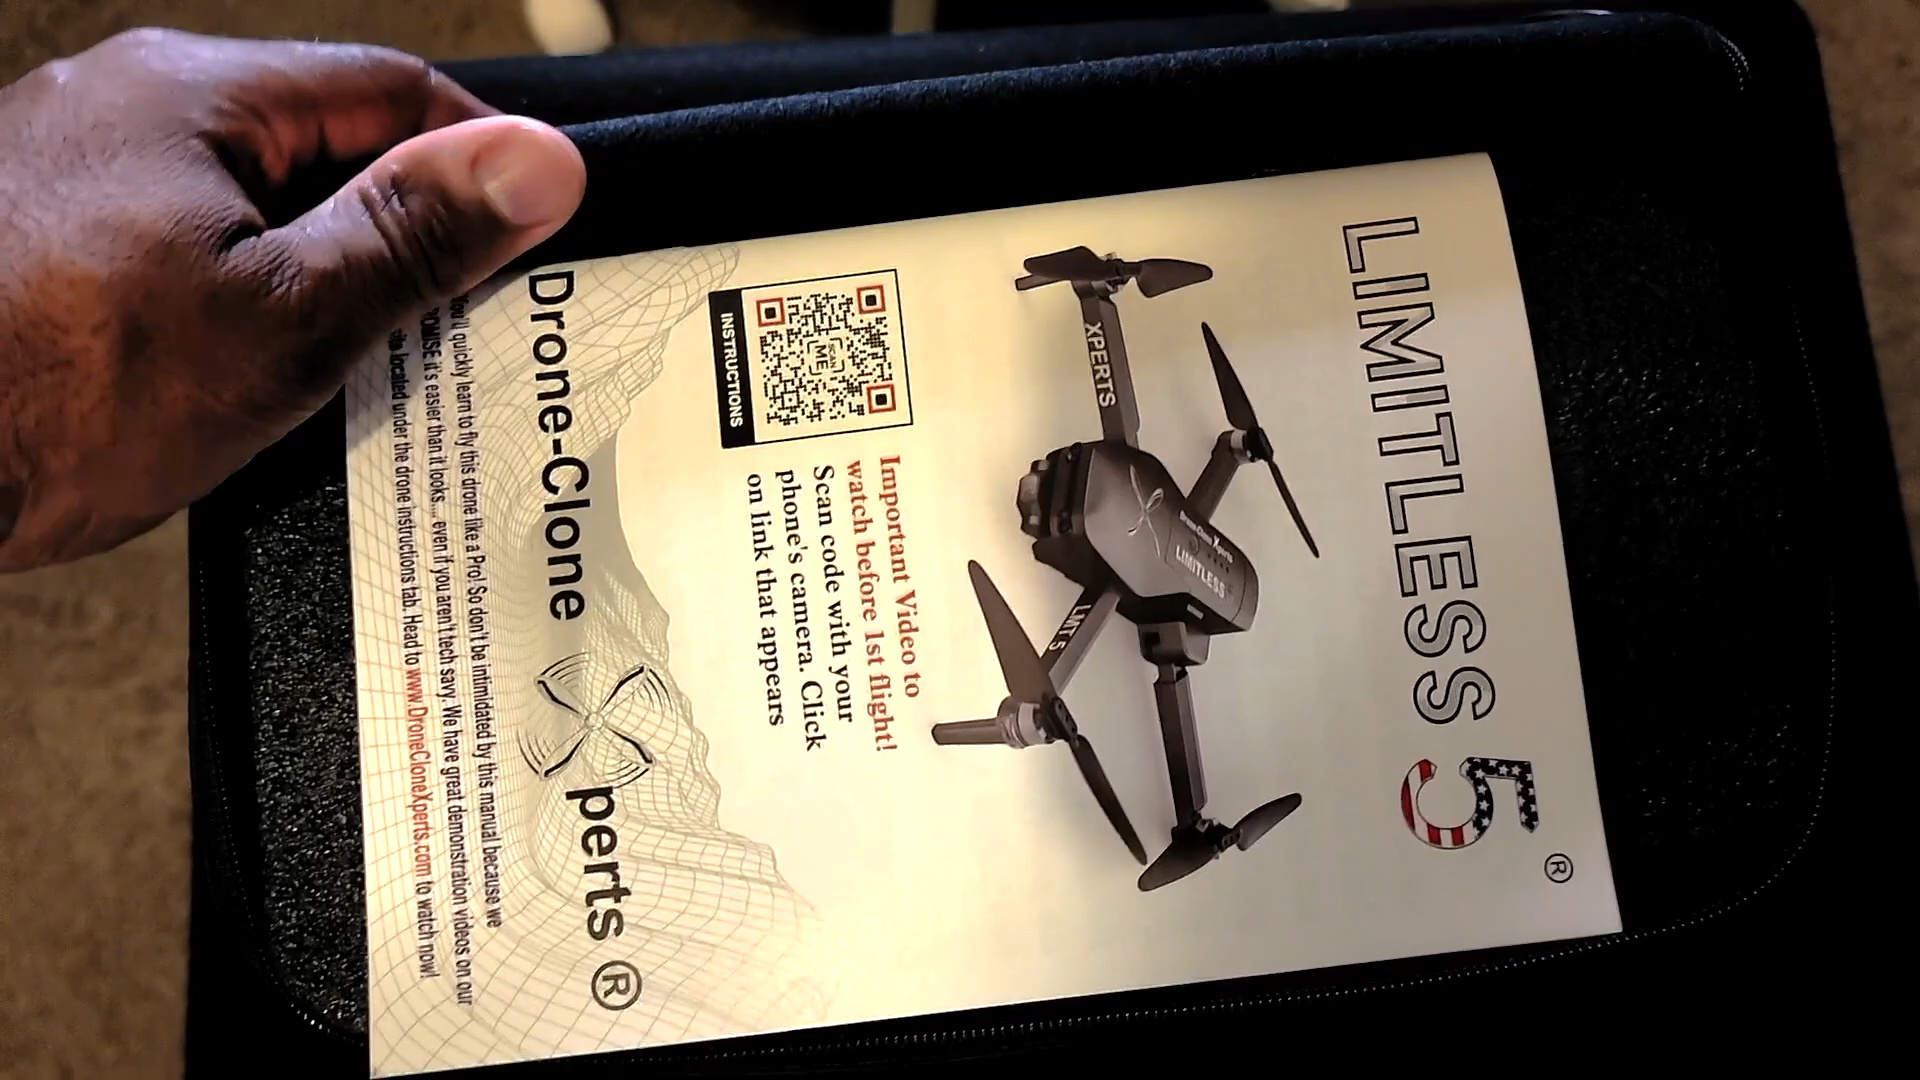 LIMITLESS 5 ®
XPERTS
Drone-Clone Xperts
LIMITLESS
LMT 5
SCAN
ME
INSTRUCTIONS
Important Video to
watch before 1st flight!
Scan code with your
phone's camera. Click
on link that appears
Drone-Clone Xperts ®
You'll quickly learn to fly this drone like a Pro! So don't be intimidated by this manual because we
it's easier than it looks... even if you aren't tech savy. We have great demonstration videos on our
located under the drone instructions tab. Head to www.DroneCloneXperts.com to watch now!